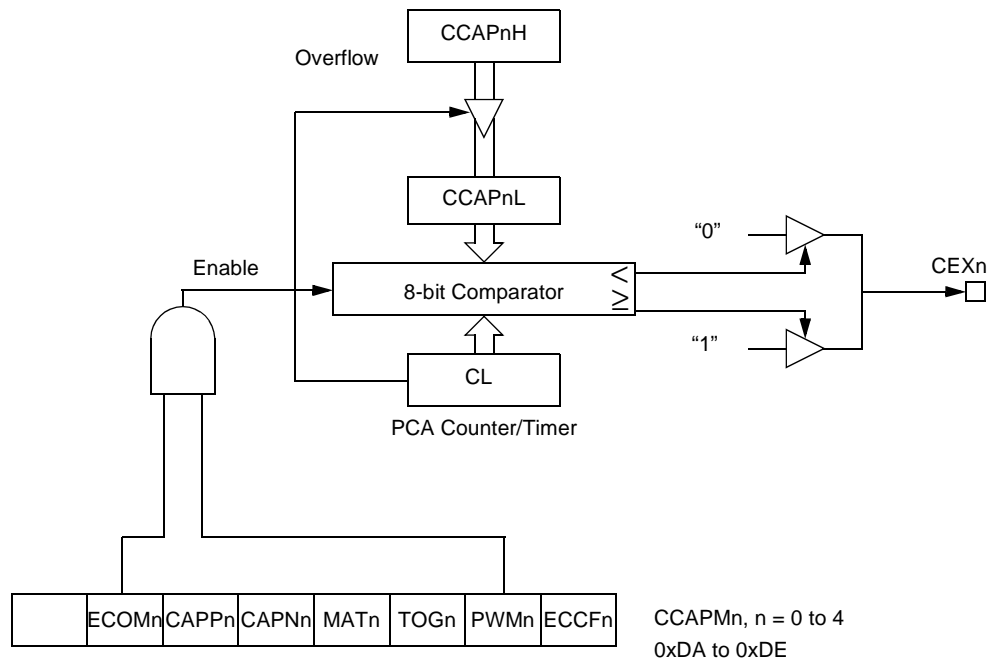 CCAPnH
Overflow
CCAPnL
“0”
Enable
CEXn
8-bit Comparator
<
≥
“1”
CL
PCA Counter/Timer
ECOMn CAPPn CAPNn MATn TOGn PWMn ECCFn
CCAPMn, n = 0 to 4
0xDA to 0xDE